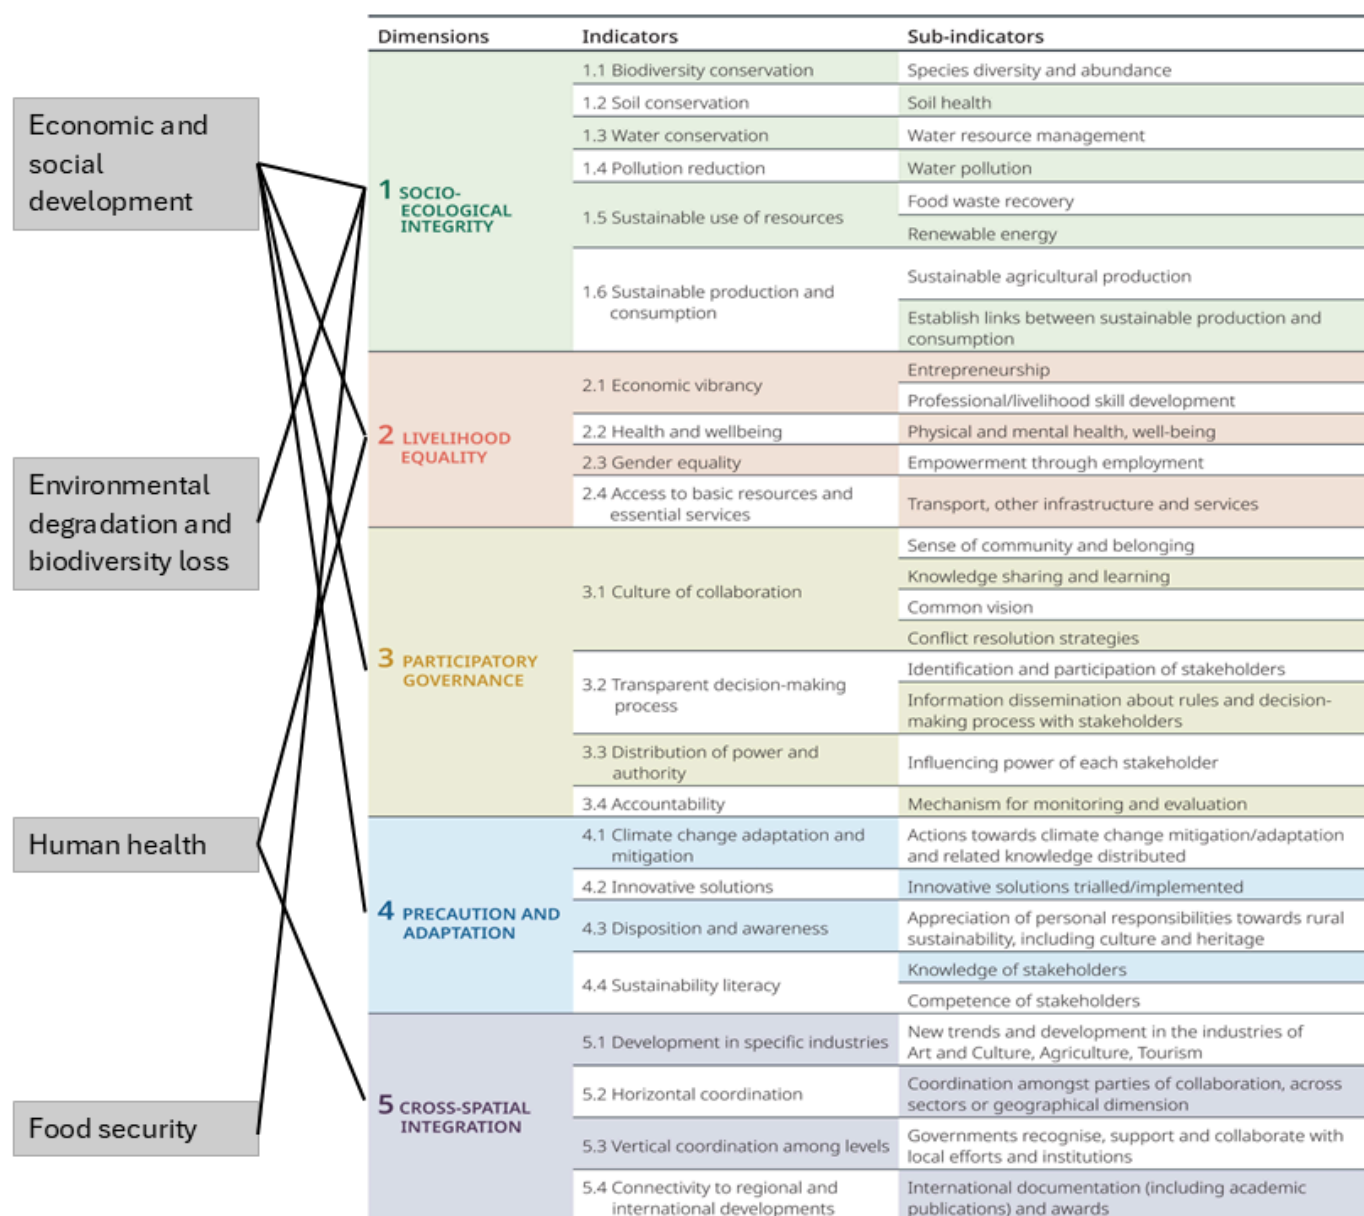 Economic and
social
development
Environmental
degradation and
biodiversity loss
Human health
Food security
Dimensions
Indicators
Sub-indicators
1 SOCIO-
ECOLOGICAL
INTEGRITY
1.1 Biodiversity conservation
Species diversity and abundance
1.2 Soil conservation
Soil health
1.3 Water conservation
Water resource management
1.4 Pollution reduction
Water pollution
1.5 Sustainable use of resources
Food waste recovery
Renewable energy
1.6 Sustainable production and
consumption
Sustainable agricultural production
Establish links between sustainable production and
consumption
2 LIVELIHOOD
EQUALITY
2.1 Economic vibrancy
Entrepreneurship
Professional/livelihood skill development
2.2 Health and wellbeing
Physical and mental health, well-being
2.3 Gender equality
Empowerment through employment
2.4 Access to basic resources and
essential services
Transport, other infrastructure and services
3 PARTICIPATORY
GOVERNANCE
3.1 Culture of collaboration
Sense of community and belonging
Knowledge sharing and learning
Common vision
Conflict resolution strategies
3.2 Transparent decision-making
process
Identification and participation of stakeholders
Information dissemination about rules and decision-
making process with stakeholders
3.3 Distribution of power and
authority
Influencing power of each stakeholder
3.4 Accountability
Mechanism for monitoring and evaluation
4 PRECAUTION AND
ADAPTATION
4.1 Climate change adaptation and
mitigation
Actions towards climate change mitigation/adaptation
and related knowledge distributed
4.2 Innovative solutions
Innovative solutions trialled/implemented
4.3 Disposition and awareness
Appreciation of personal responsibilities towards rural
sustainability, including culture and heritage
4.4 Sustainability literacy
Knowledge of stakeholders
Competence of stakeholders
5 CROSS-SPATIAL
INTEGRATION
5.1 Development in specific industries
New trends and development in the industries of
Art and Culture, Agriculture, Tourism
5.2 Horizontal coordination
Coordination amongst parties of collaboration, across
sectors or geographical dimension
5.3 Vertical coordination among levels
Governments recognise, support and collaborate with
local efforts and institutions
5.4 Connectivity to regional and
international developments
International documentation (including academic
publications) and awards